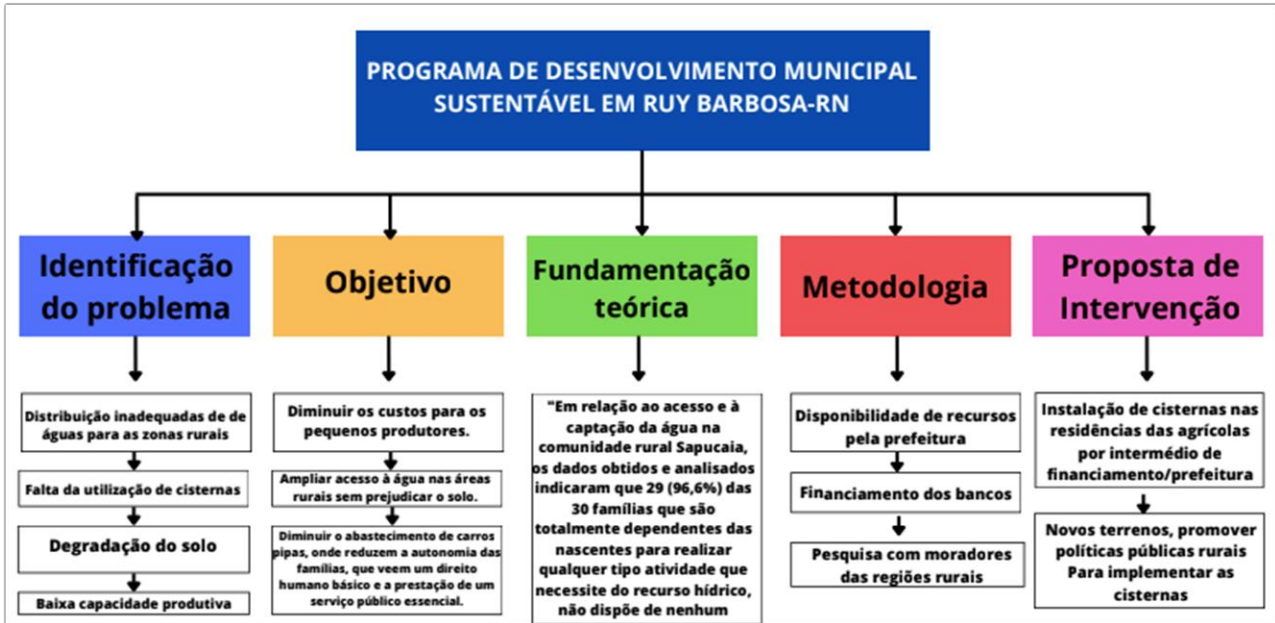 PROGRAMA DE DESENVOLVIMENTO MUNICIPAL
SUSTENTÁVEL EM RUY BARBOSA-RN
Identificação
do problema
Distribuição inadequadas de de
águas para as zonas rurais
Falta da utilização de cisternas
Degradação do solo
Baixa capacidade produtiva
Objetivo
Diminuir os custos para os
pequenos produtores.
Ampliar acesso à água nas áreas
rurais sem prejudicar o solo.
Diminuir o abastecimento de carros
pipas, onde reduzem a autonomia das
famílias, que veem um direito
humano básico e a prestação de um
serviço público essencial.
Fundamentação
teórica
"Em relação ao acesso e à
captação da água na
comunidade rural Sapucaia,
os dados obtidos e analisados
indicaram que 29 (96,6%) das
30 famílias que são
totalmente dependentes das
nascentes para realizar
qualquer tipo atividade que
necessite do recurso hídrico,
não dispõe de nenhum
Metodologia
Disponibilidade de recursos
pela prefeitura
Financiamento dos bancos
Pesquisa com moradores
das regiões rurais
Proposta de
Intervenção
Instalação de cisternas nas
residências das agrícolas
por intermédio de
financiamento/prefeitura
Novos terrenos, promover
políticas públicas rurais
Para implementar as
cisternas